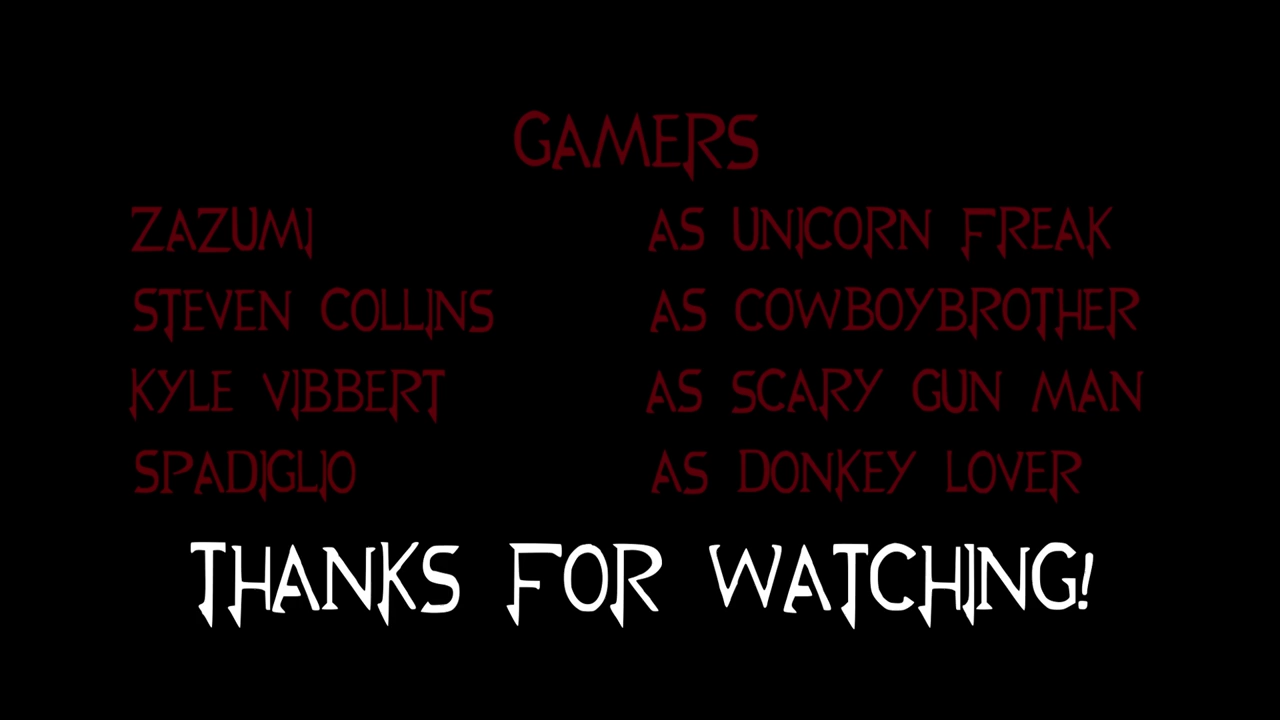 GAMERS
ZAZUMI AS UNICORN FREAK
STEVEN COLLINS AS COWBOYBROTHER
KYLE VIBBERT AS SCARY GUN MAN
SPADIGLIO AS DONKEY LOVER
THANKS FOR WATCHING!